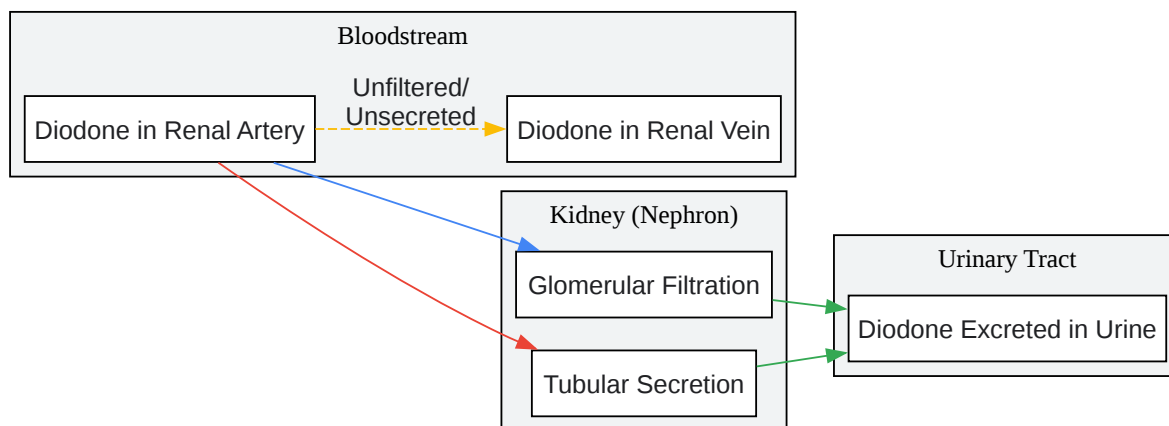 Bloodstream
Unfiltered/
Unsecreted
Diodone in Renal Artery
Diodone in Renal Vein
Kidney (Nephron)
Glomerular Filtration
Tubular Secretion
Urinary Tract
Diodone Excreted in Urine